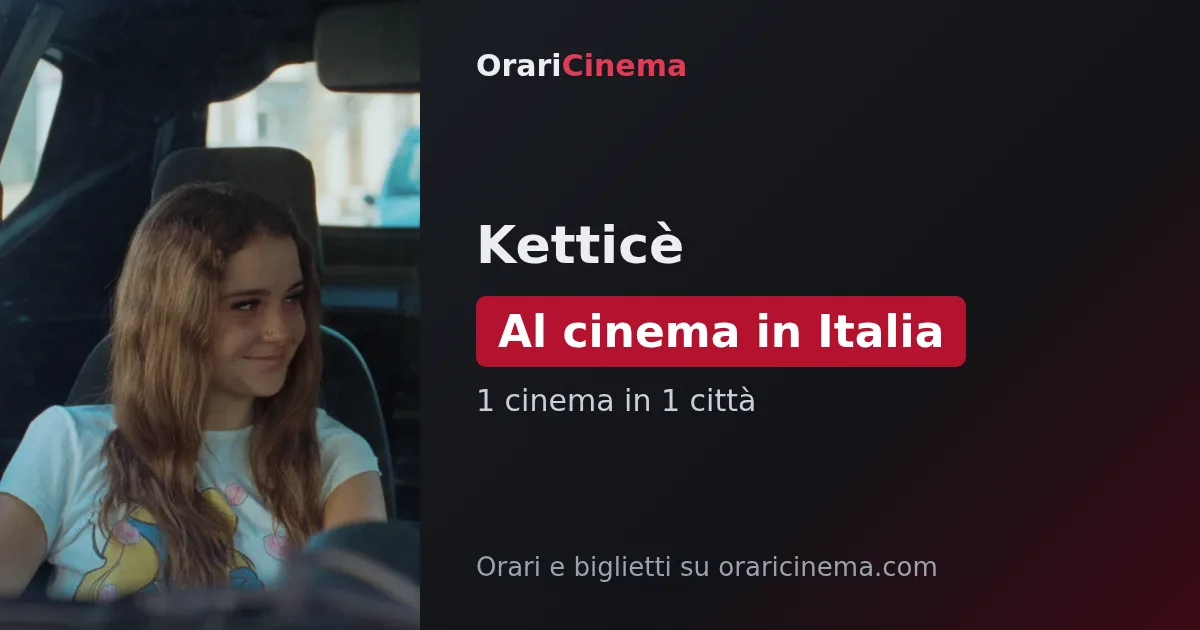 OrariCinema
Ketticè
Al cinema in Italia
1 cinema in 1 città
Orari e biglietti su oraricinema.com